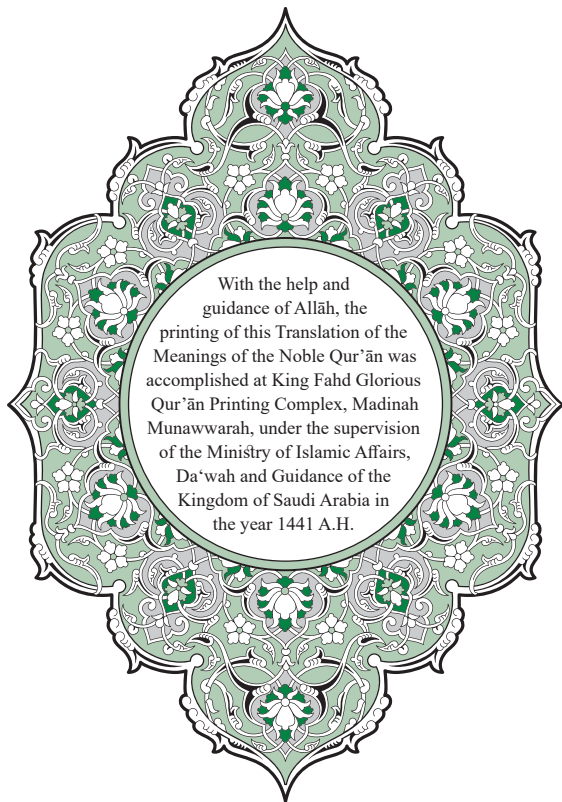 With the help and
guidance of Allāh, the
printing of this Translation of the
Meanings of the Noble Qur’ān was
accomplished at King Fahd Glorious
Qur’ān Printing Complex, Madinah
Munawwarah, under the supervision
of the Ministry of Islamic Affairs,
Da‘wah and Guidance of the
Kingdom of Saudi Arabia in
the year 1441 A.H.